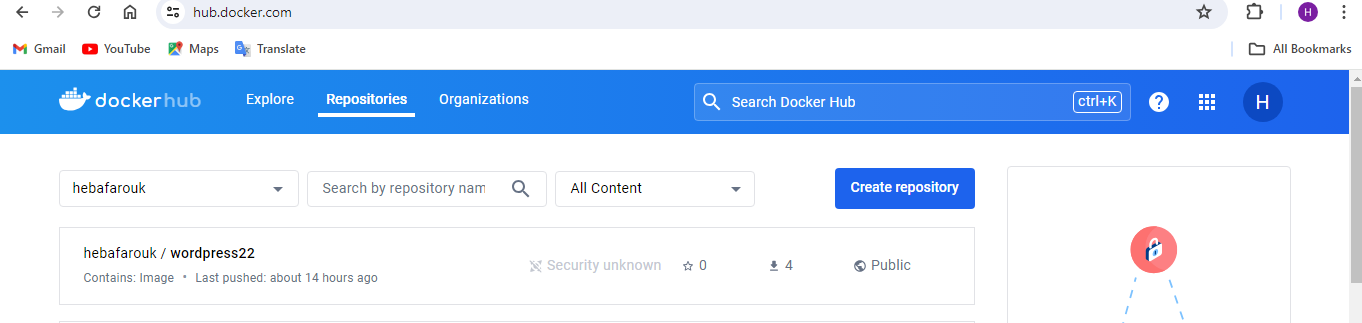 hub.docker.com
H
Gmail
YouTube
Maps
Translate
All Bookmarks
dockerhub
Explore
Repositories
Organizations
Search Docker Hub
ctrl+K
?
H
hebafarouk
Search by repository nam
All Content
Create repository
hebafarouk / wordpress22
Contains: Image • Last pushed: about 14 hours ago
Security unknown
0
4
Public